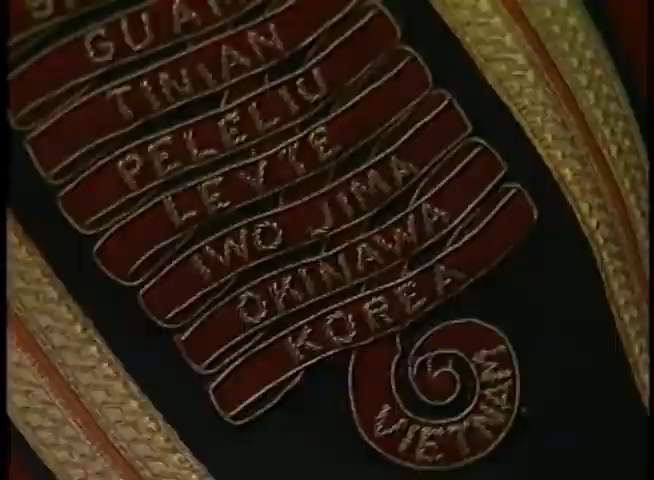 GUAM
TINIAN
PELELIU
LEYTE
IWO JIMA
OKINAWA
KOREA
VIETNAM